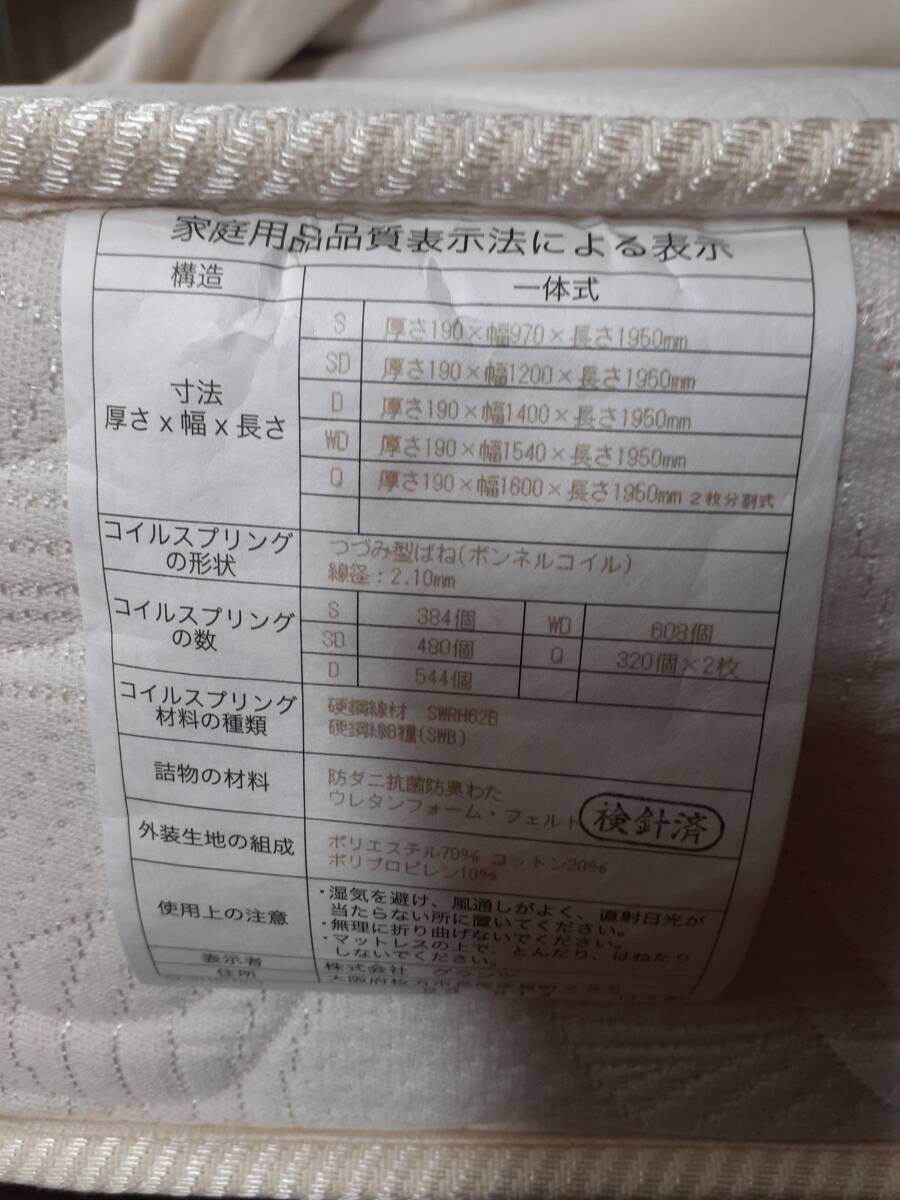 家庭用品品質表示法による表示
構造 一体式
寸法
厚さx幅x長さ
S 厚さ190×幅970×長さ1950mm
SD 厚さ190×幅1200×長さ1950mm
D 厚さ190×幅1400×長さ1950mm
WD 厚さ190×幅1540×長さ1950mm
Q 厚さ190×幅1600×長さ1950mm 2枚分割式
コイルスプリング
の形状
つづみ型ばね(ボンネルコイル)
線径:2.10mm
コイルスプリング
の数
S 384個 WD 608個
SD 480個 Q 320個×2枚
D 544個
コイルスプリング
材料の種類
硬鋼線材 SWRH62B
硬鋼線B種(SWB)
詰物の材料
防ダニ抗菌防臭わた
ウレタンフォーム・フェルト
検針済
外装生地の組成
ポリエステル70% コットン20%
ポリプロピレン10%
使用上の注意
・湿気を避け、風通しがよく、直射日光が
当たらない所に置いてください。
・無理に折り曲げないでください。
・マットレスの上で、とんだり、はねたり
しないでください。
表示者 株式会社 グランツ
住所 大阪府枚方市